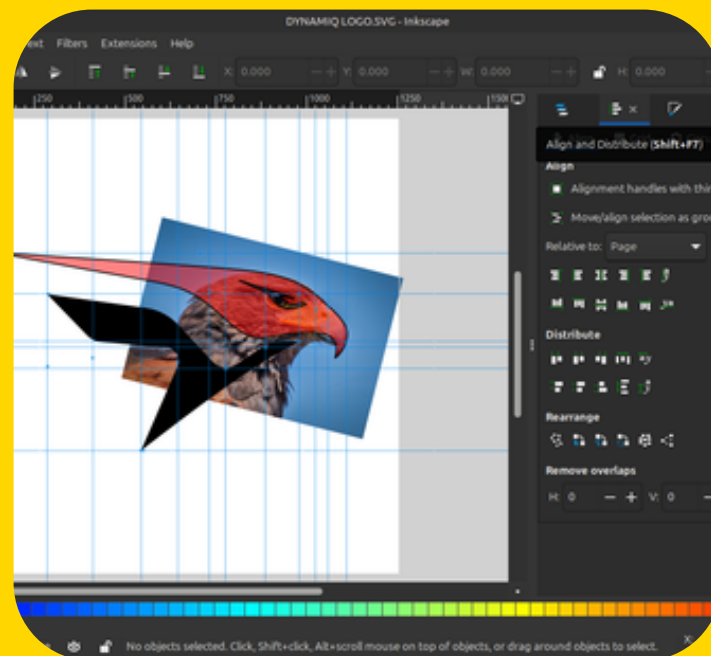 DYNAMIQ LOGO.SVG - Inkscape
Filters Extensions Help
X: 0.000 Y: 0.000 W: 0.000 H: 0.000
250 500 750 1000 1250
Align and Distribute (Shift+F7)
Align
Alignment handles with
Move/align selection as
Relative to: Page
Distribute
Rearrange
Remove overlaps
H: 0 V: 0
No objects selected. Click, Shift+click, Alt+scroll mouse on top of objects, or drag around objects to select.
X